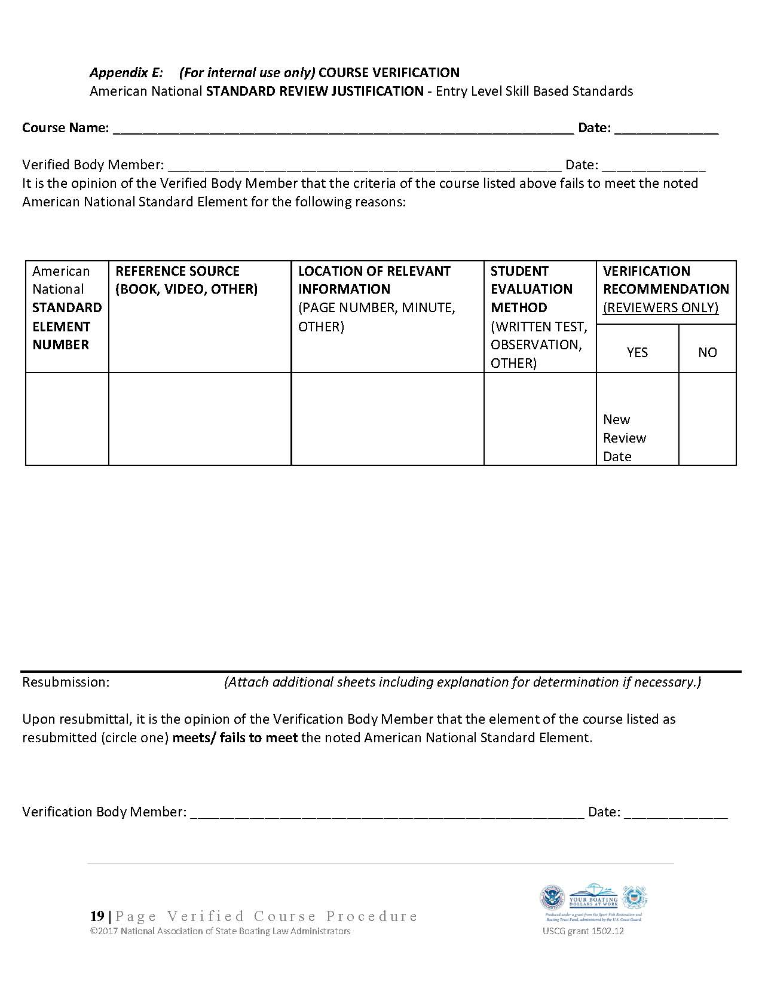 Appendix E: (For internal use only) COURSE VERIFICATION
American National STANDARD REVIEW JUSTIFICATION - Entry Level Skill Based Standards
Course Name: ______________________________________________________________ Date: ______________
Verified Body Member: _____________________________________________________ Date: ______________
It is the opinion of the Verified Body Member that the criteria of the course listed above fails to meet the noted
American National Standard Element for the following reasons:
American
National
STANDARD
ELEMENT
NUMBER
REFERENCE SOURCE
(BOOK, VIDEO, OTHER)
LOCATION OF RELEVANT
INFORMATION
(PAGE NUMBER, MINUTE,
OTHER)
STUDENT
EVALUATION
METHOD
(WRITTEN TEST,
OBSERVATION,
OTHER)
VERIFICATION
RECOMMENDATION
(REVIEWERS ONLY)
YES
NO
New
Review
Date
Resubmission: (Attach additional sheets including explanation for determination if necessary.)
Upon resubmittal, it is the opinion of the Verification Body Member that the element of the course listed as
resubmitted (circle one) meets/ fails to meet the noted American National Standard Element.
Verification Body Member: _____________________________________________________ Date: ______________
YOUR BOATING
DOLLARS AT WORK
Produced under a grant from the Sport Fish Restoration and
Boating Trust Fund, administered by the U.S. Coast Guard.
19 | Page Verified Course Procedure
©2017 National Association of State Boating Law Administrators USCG grant 1502.12